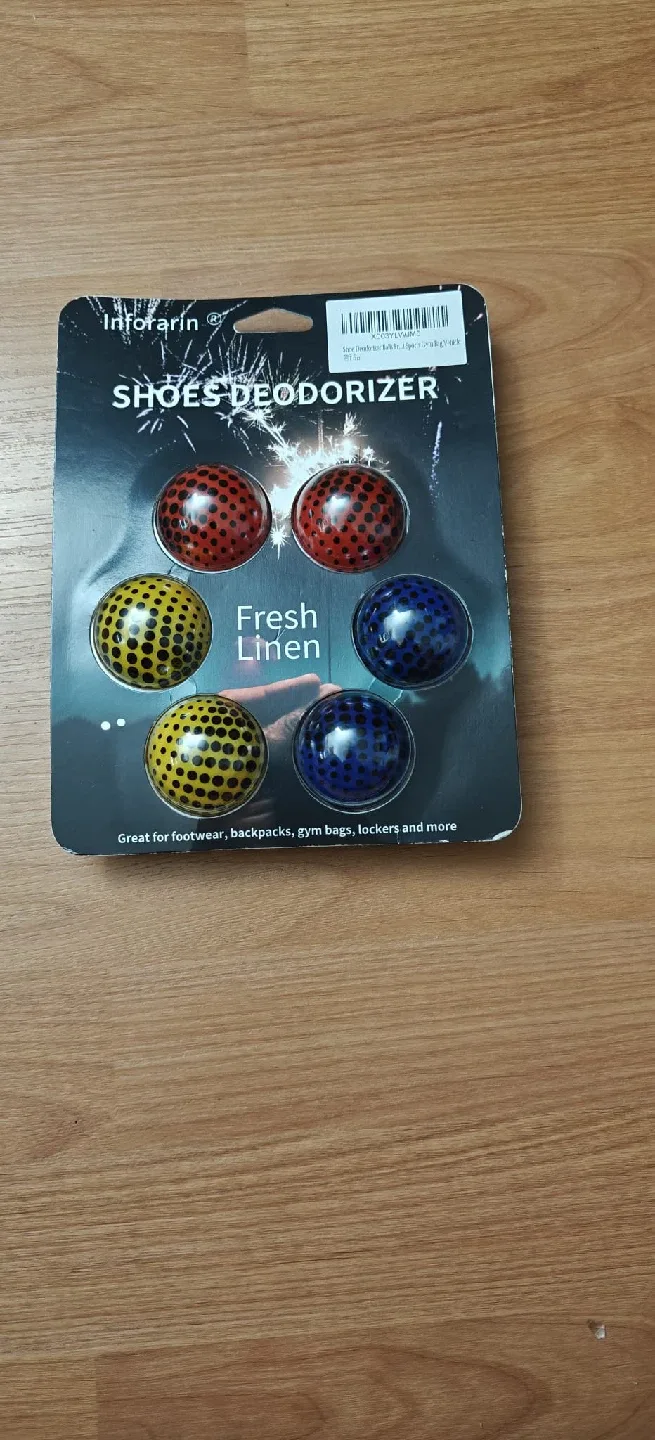 Inforarin ®
SHOES DEODORIZER
Fresh
Linen
Great for footwear, backpacks, gym bags, lockers and more